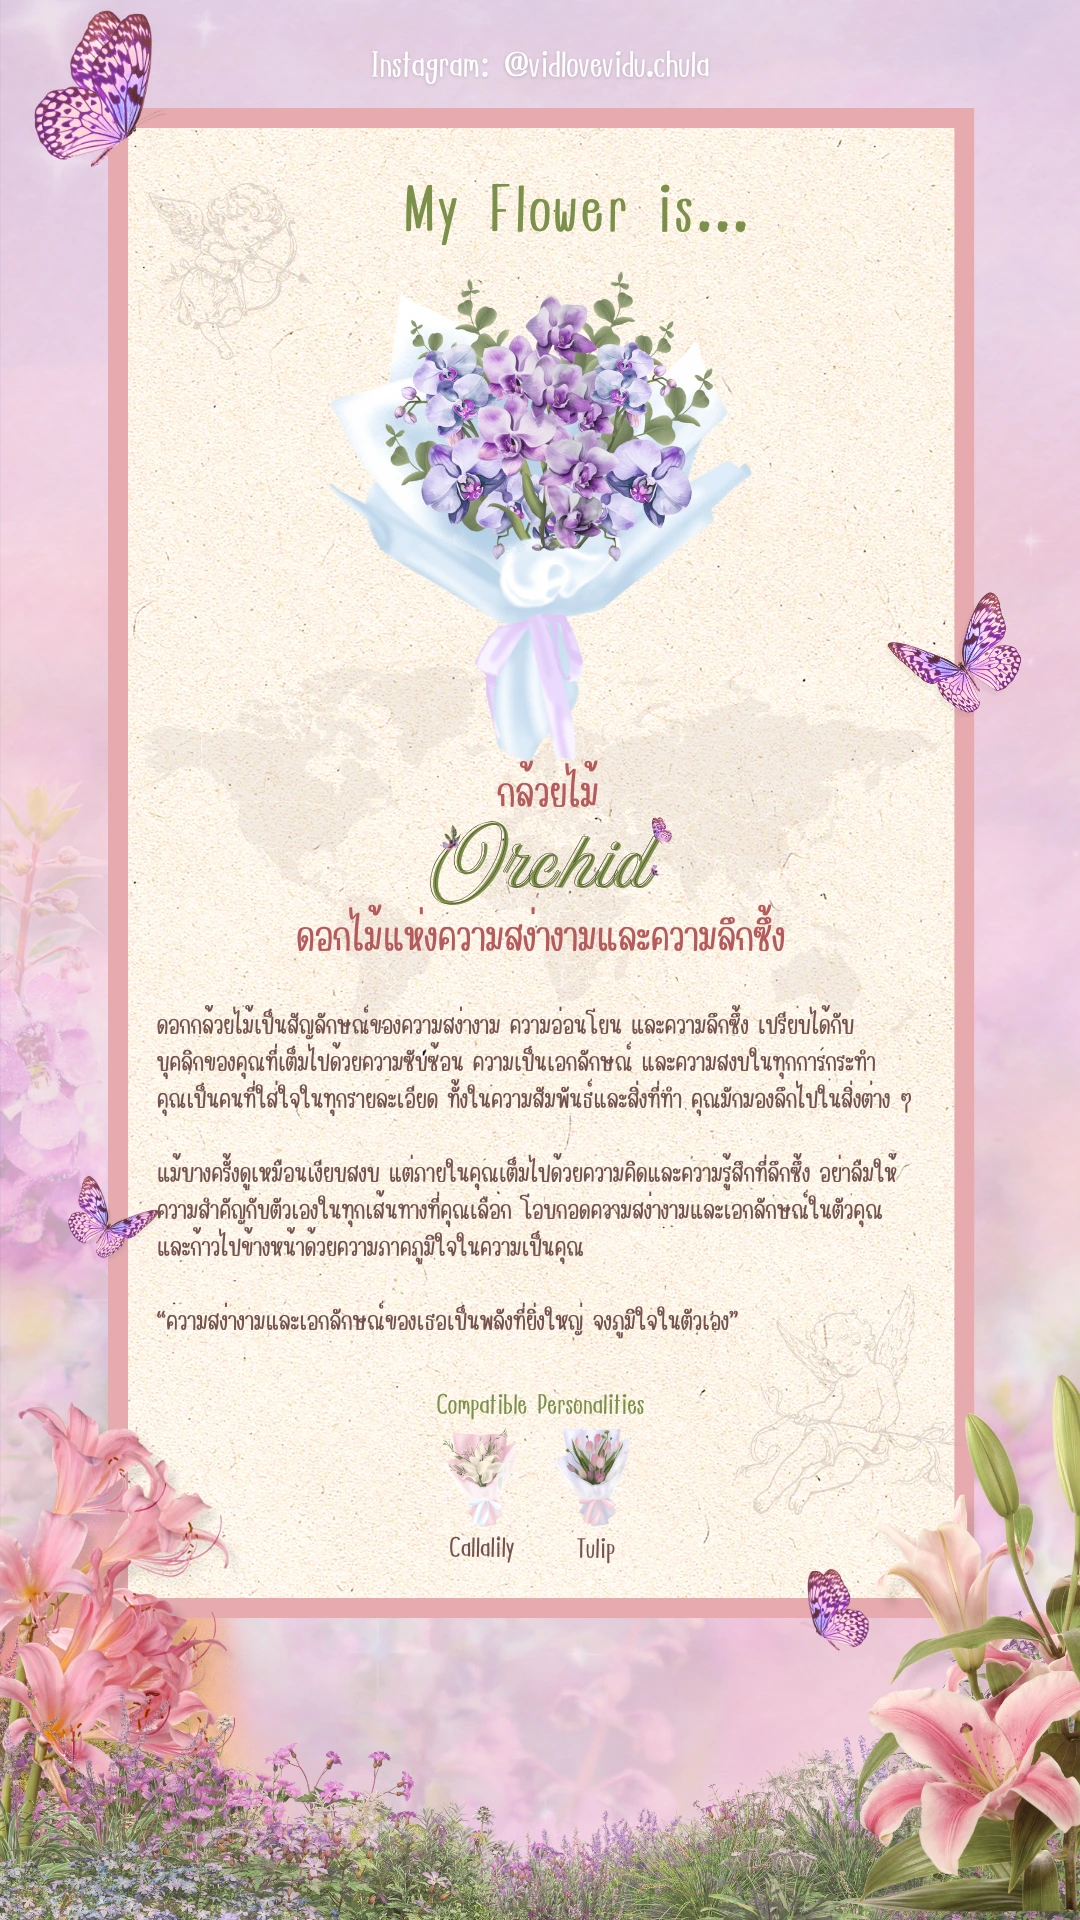 Instagram: @vidlovevidu.chula
My Flower is...
กล้วยไม้
Orchid
ดอกไม้แห่งความสง่างามและความลึกซึ้ง
ดอกกล้วยไม้เป็นสัญลักษณ์ของความสง่างาม ความอ่อนโยน และความลึกซึ้ง เปรียบได้กับ
บุคลิกของคุณที่เต็มไปด้วยความซับซ้อน ความเป็นเอกลักษณ์ และความสงบในทุกการกระทำ
คุณเป็นคนที่ใส่ใจในทุกรายละเอียด ทั้งในความสัมพันธ์และสิ่งที่ทำ คุณมักมองลึกไปในสิ่งต่าง ๆ
แม้บางครั้งดูเหมือนเงียบสงบ แต่ภายในคุณเต็มไปด้วยความคิดและความรู้สึกที่ลึกซึ้ง อย่าลืมให้
ความสำคัญกับตัวเองในทุกเส้นทางที่คุณเลือก โอบกอดความสง่างามและเอกลักษณ์ในตัวคุณ
และก้าวไปข้างหน้าด้วยความภาคภูมิใจในความเป็นคุณ
“ความสง่างามและเอกลักษณ์ของเธอเป็นพลังที่ยิ่งใหญ่ จงภูมิใจในตัวเอง”
Compatible Personalities
Callalily
Tulip